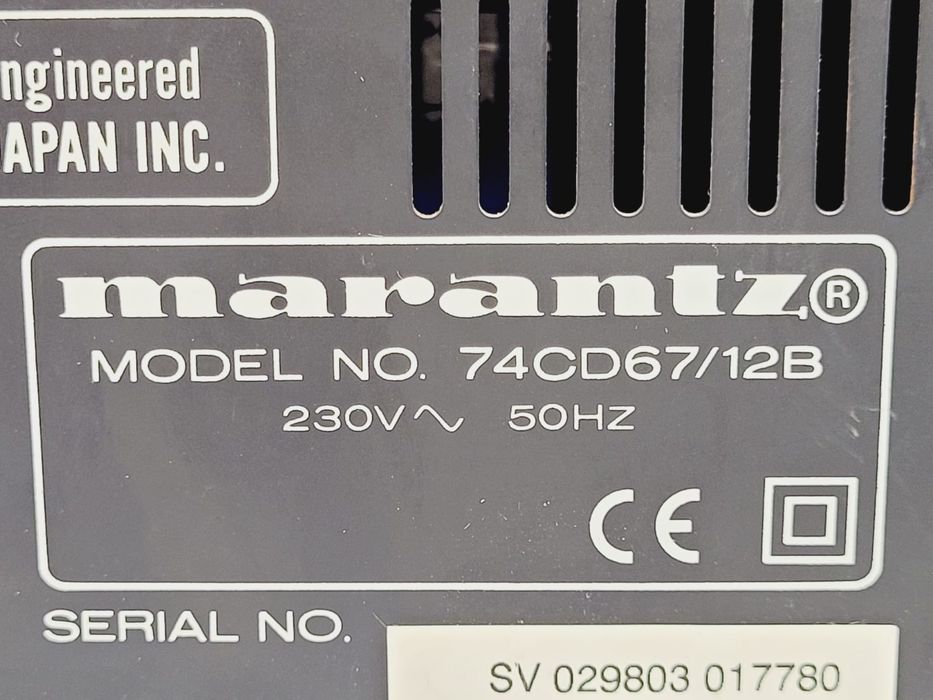 ngineered
APAN INC.
marantz®
MODEL NO. 74CD67/12B
230V∿ 50HZ
CE
SERIAL NO.
SV 029803 017780